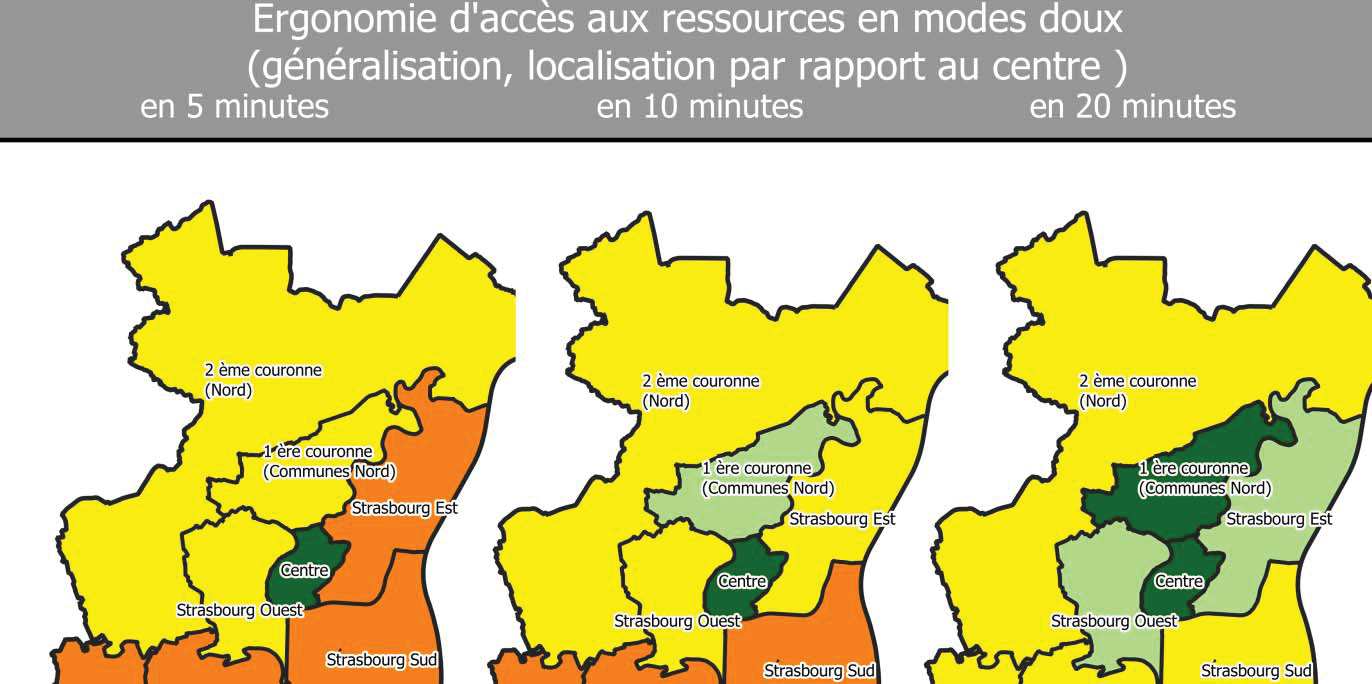 Ergonomie d'accès aux ressources en modes doux
(généralisation, localisation par rapport au centre )
en 5 minutes
en 10 minutes
en 20 minutes
2 ème couronne
(Nord)
1 ère couronne
(Communes Nord)
Strasbourg Est
Centre
Strasbourg Ouest
Strasbourg Sud
2 ème couronne
(Nord)
1 ère couronne
(Communes Nord)
Strasbourg Est
Centre
Strasbourg Ouest
Strasbourg Sud
2 ème couronne
(Nord)
1 ère couronne
(Communes Nord)
Strasbourg Est
Centre
Strasbourg Ouest
Strasbourg Sud